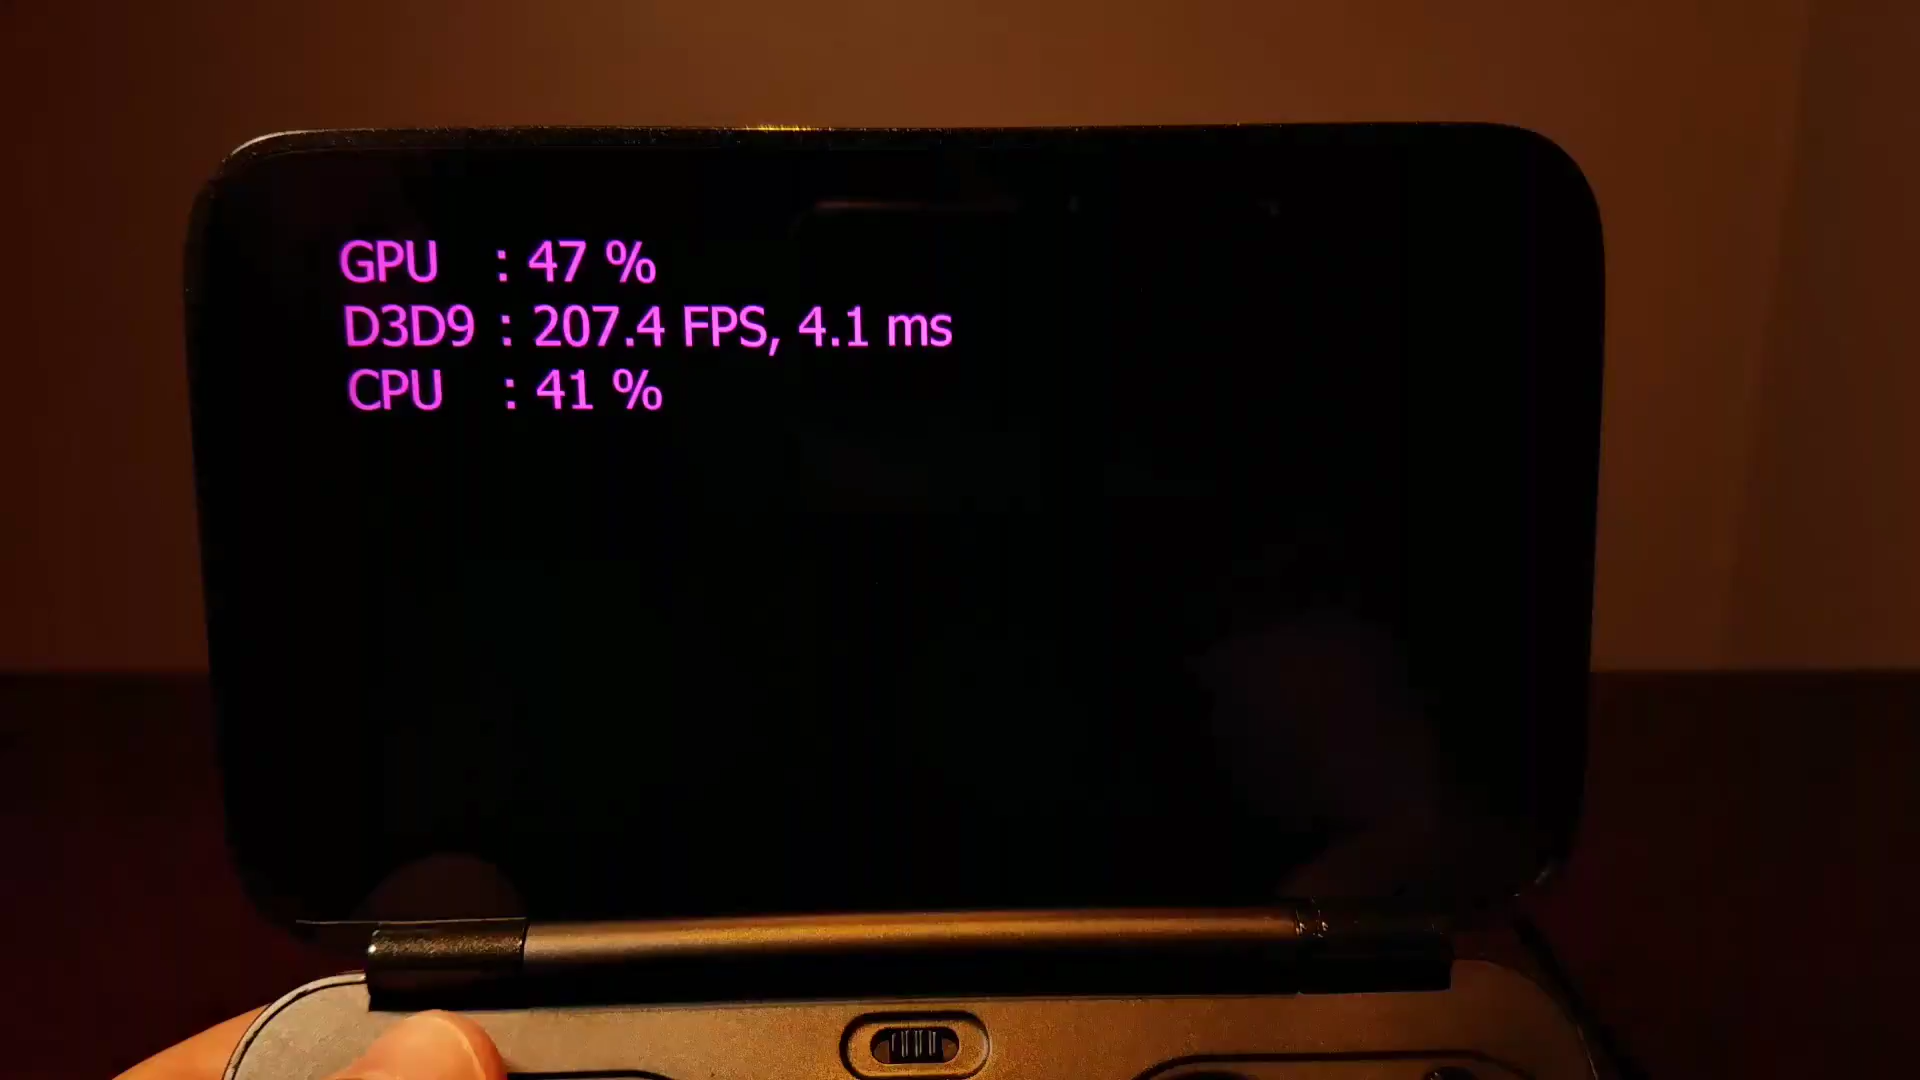 GPU : 47 %
D3D9 : 207.4 FPS, 4.1 ms
CPU : 41 %